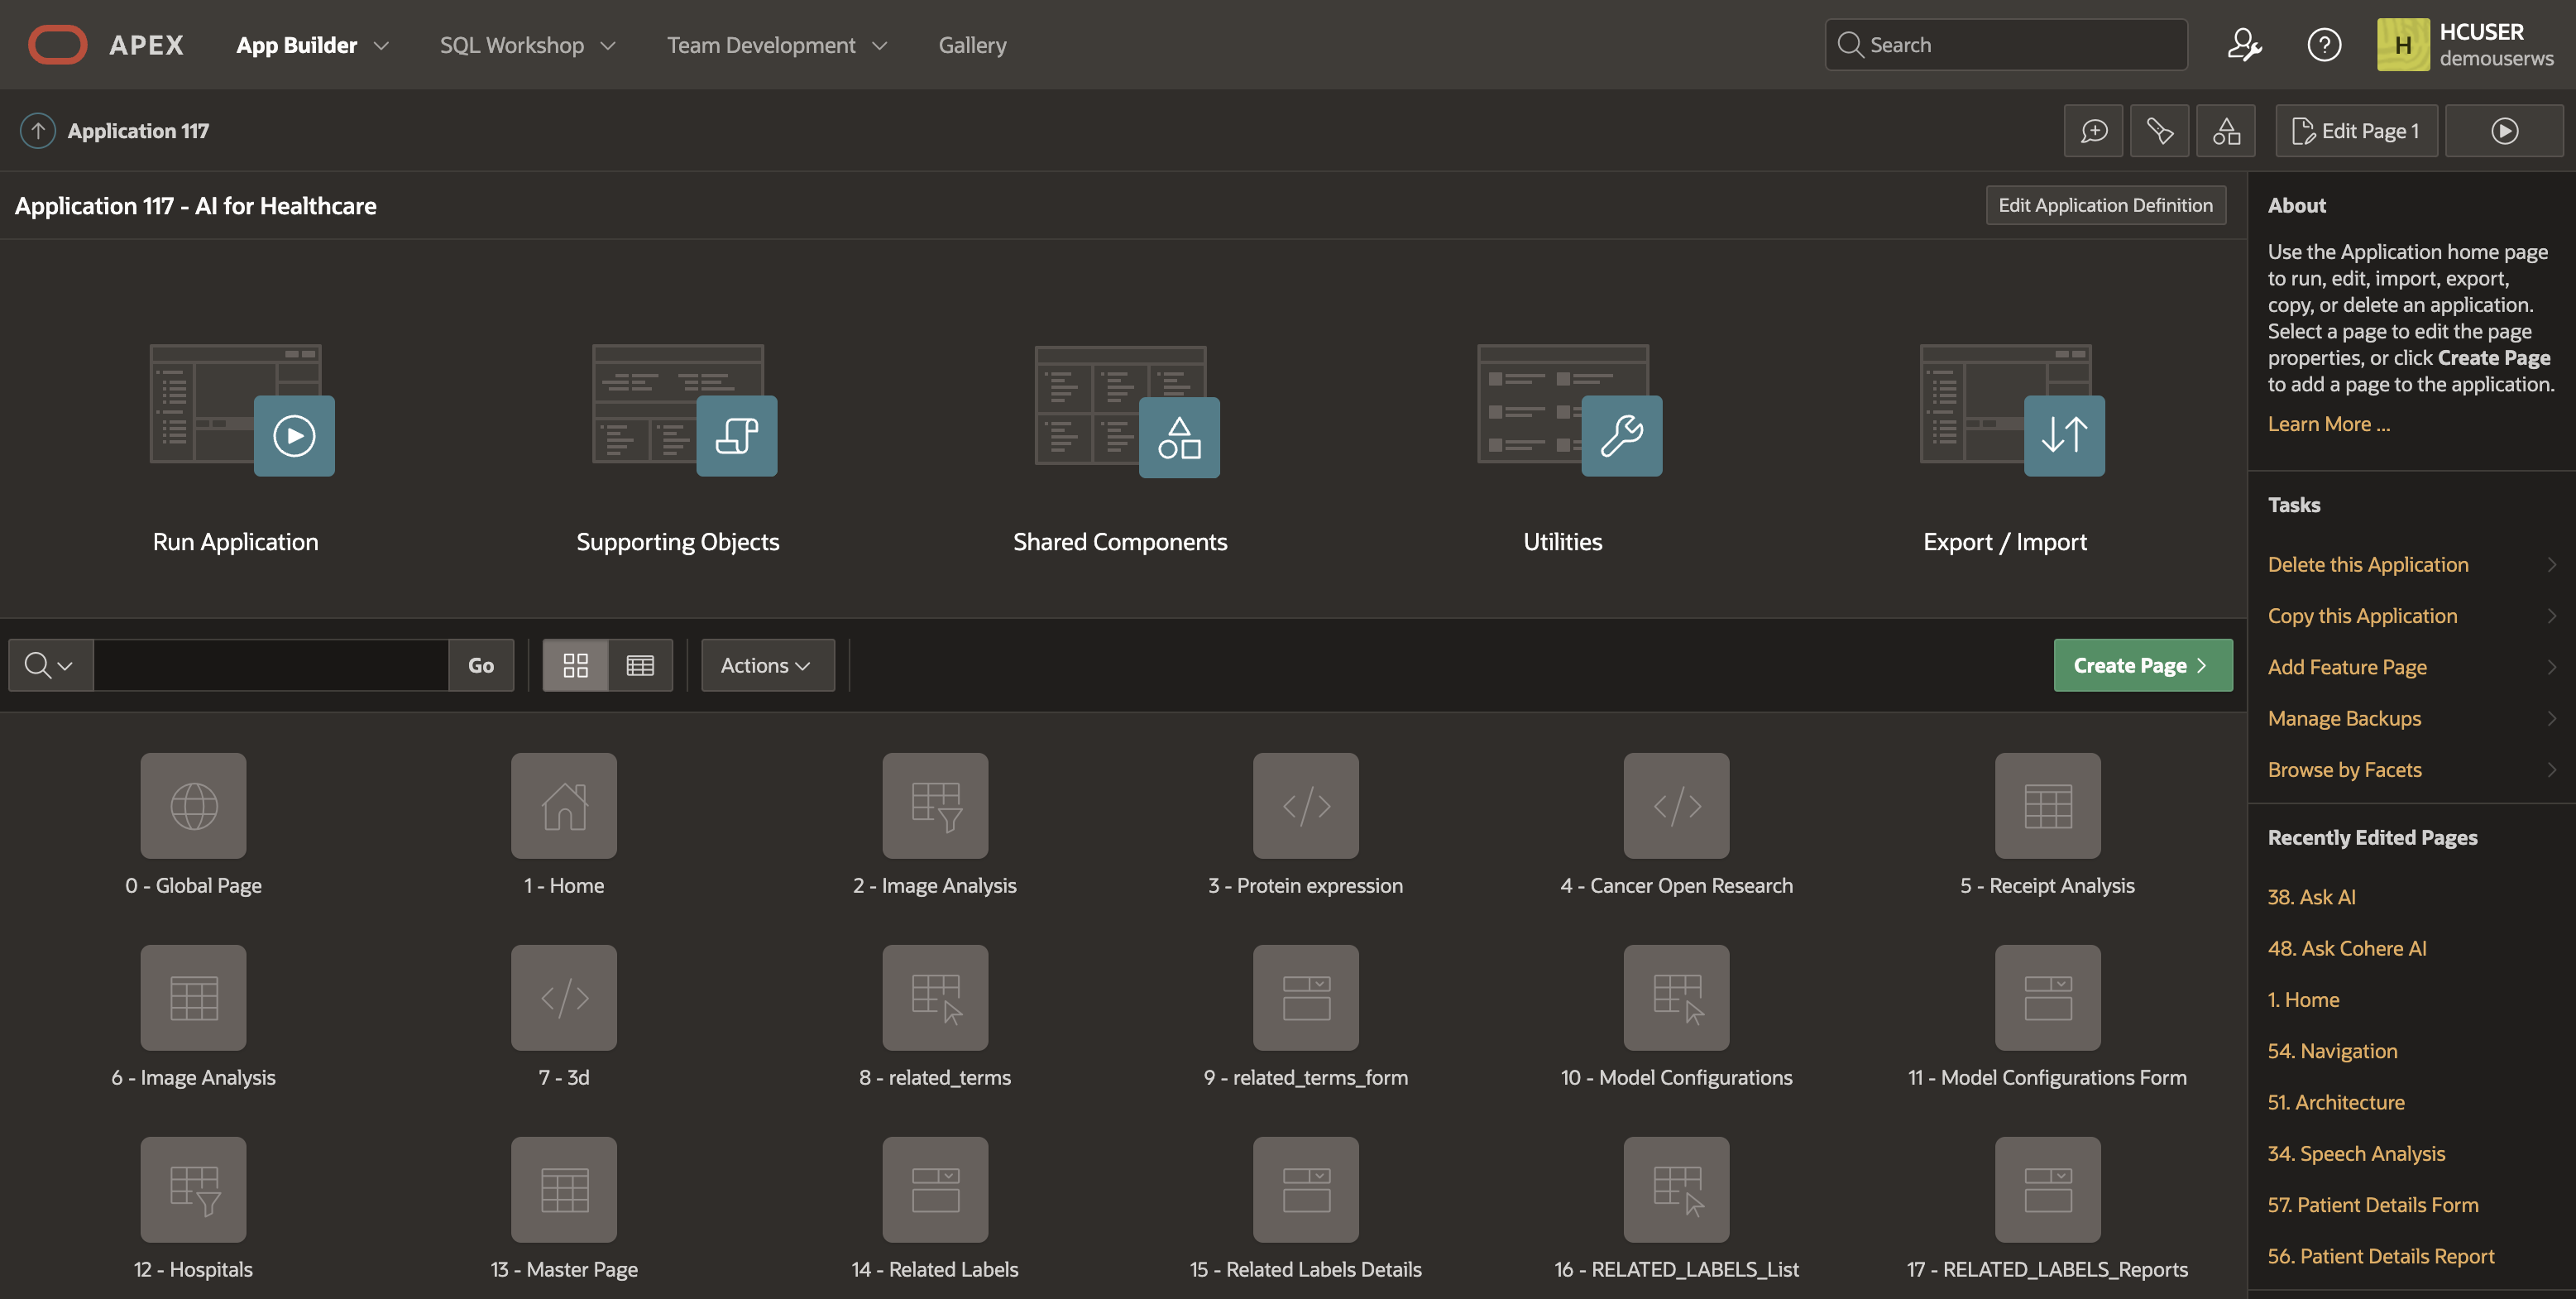 APEX
App Builder
SQL Workshop
Team Development
Gallery
Search
H
HCUSER
demouserws
Application 117
Edit Page 1
Application 117 - AI for Healthcare
Edit Application Definition
Run Application
Supporting Objects
Shared Components
Utilities
Export / Import
Go
Actions
Create Page
0 - Global Page
1 - Home
2 - Image Analysis
3 - Protein expression
4 - Cancer Open Research
5 - Receipt Analysis
6 - Image Analysis
7 - 3d
8 - related_terms
9 - related_terms_form
10 - Model Configurations
11 - Model Configurations Form
12 - Hospitals
13 - Master Page
14 - Related Labels
15 - Related Labels Details
16 - RELATED_LABELS_List
17 - RELATED_LABELS_Reports
About
Use the Application home page
to run, edit, import, export,
copy, or delete an application.
Select a page to edit the page
properties, or click Create Page
to add a page to the application.
Learn More ...
Tasks
Delete this Application
Copy this Application
Add Feature Page
Manage Backups
Browse by Facets
Recently Edited Pages
38. Ask AI
48. Ask Cohere AI
1. Home
54. Navigation
51. Architecture
34. Speech Analysis
57. Patient Details Form
56. Patient Details Report